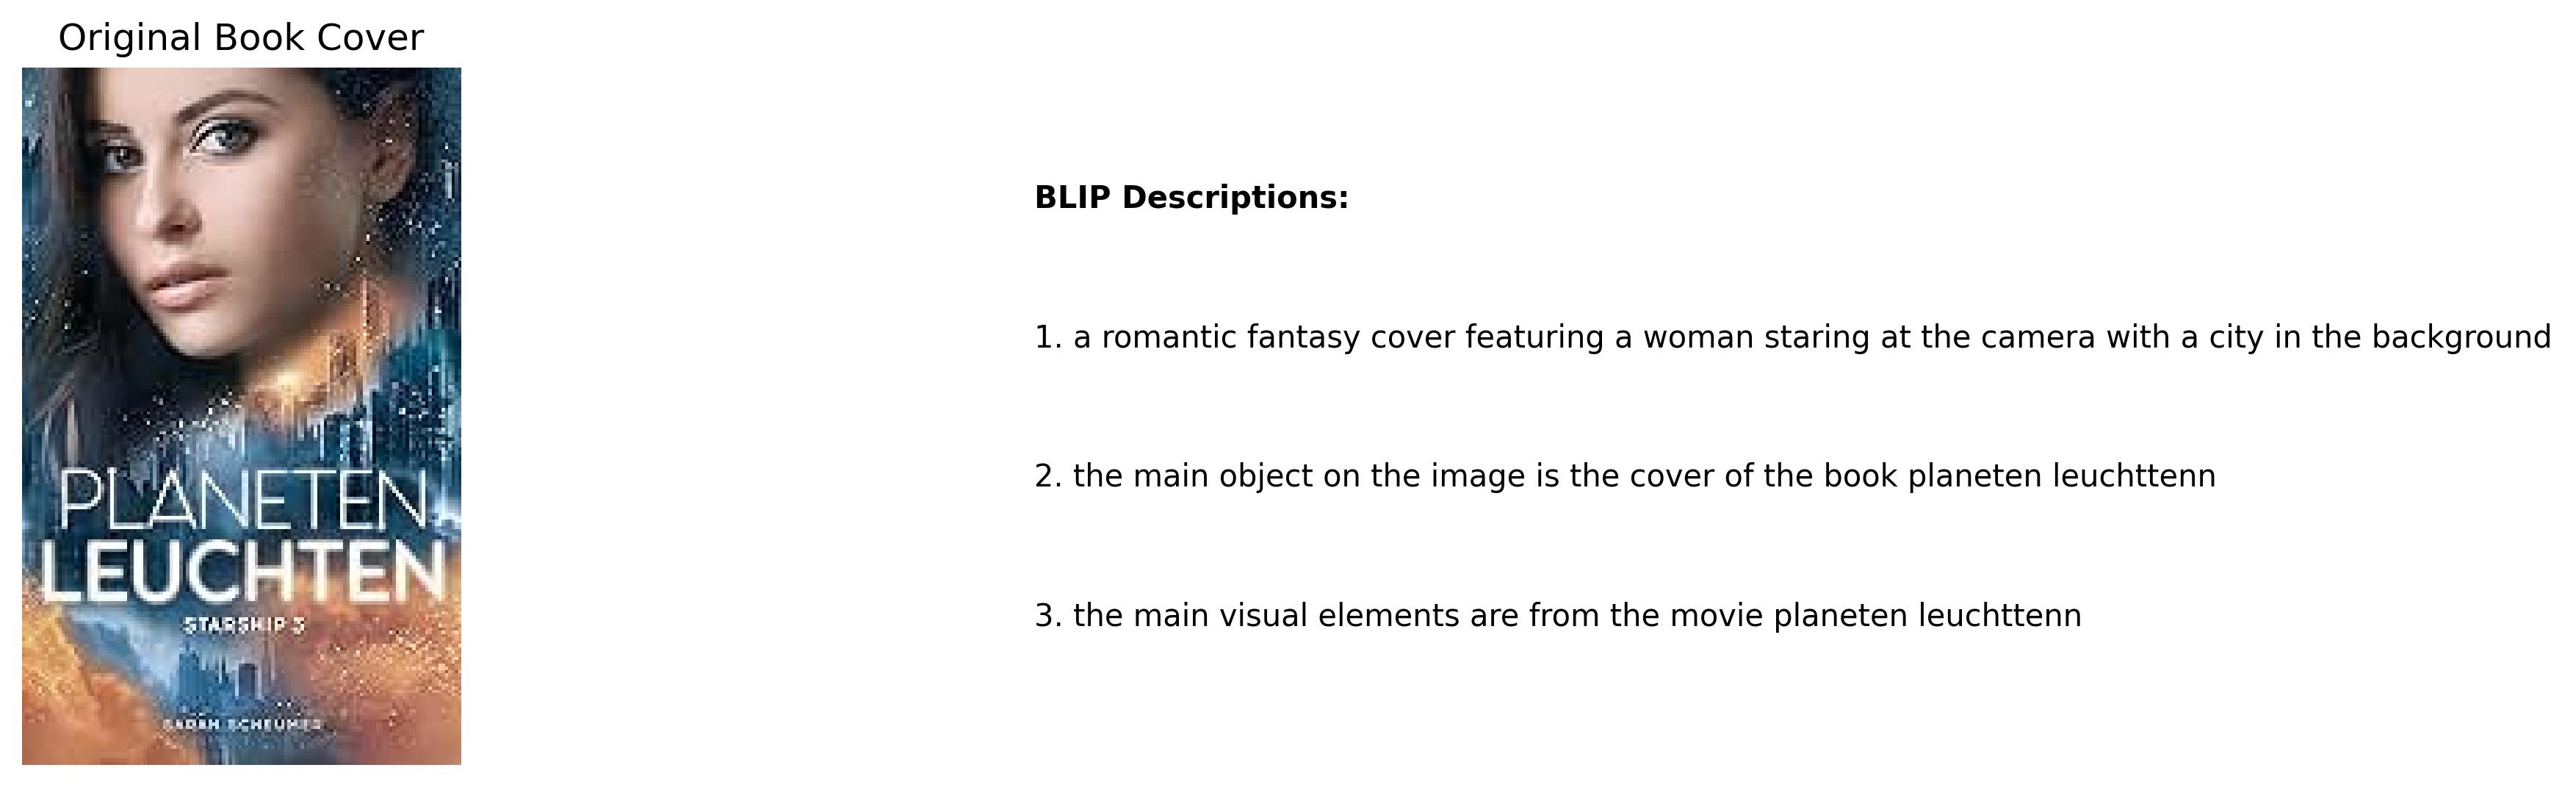 Original Book Cover
PLANETEN
LEUCHTEN
STARSHIP 3
SARAH SCHEUMER
BLIP Descriptions:
1. a romantic fantasy cover featuring a woman staring at the camera with a city in the background
2. the main object on the image is the cover of the book planeten leuchttenn
3. the main visual elements are from the movie planeten leuchttenn